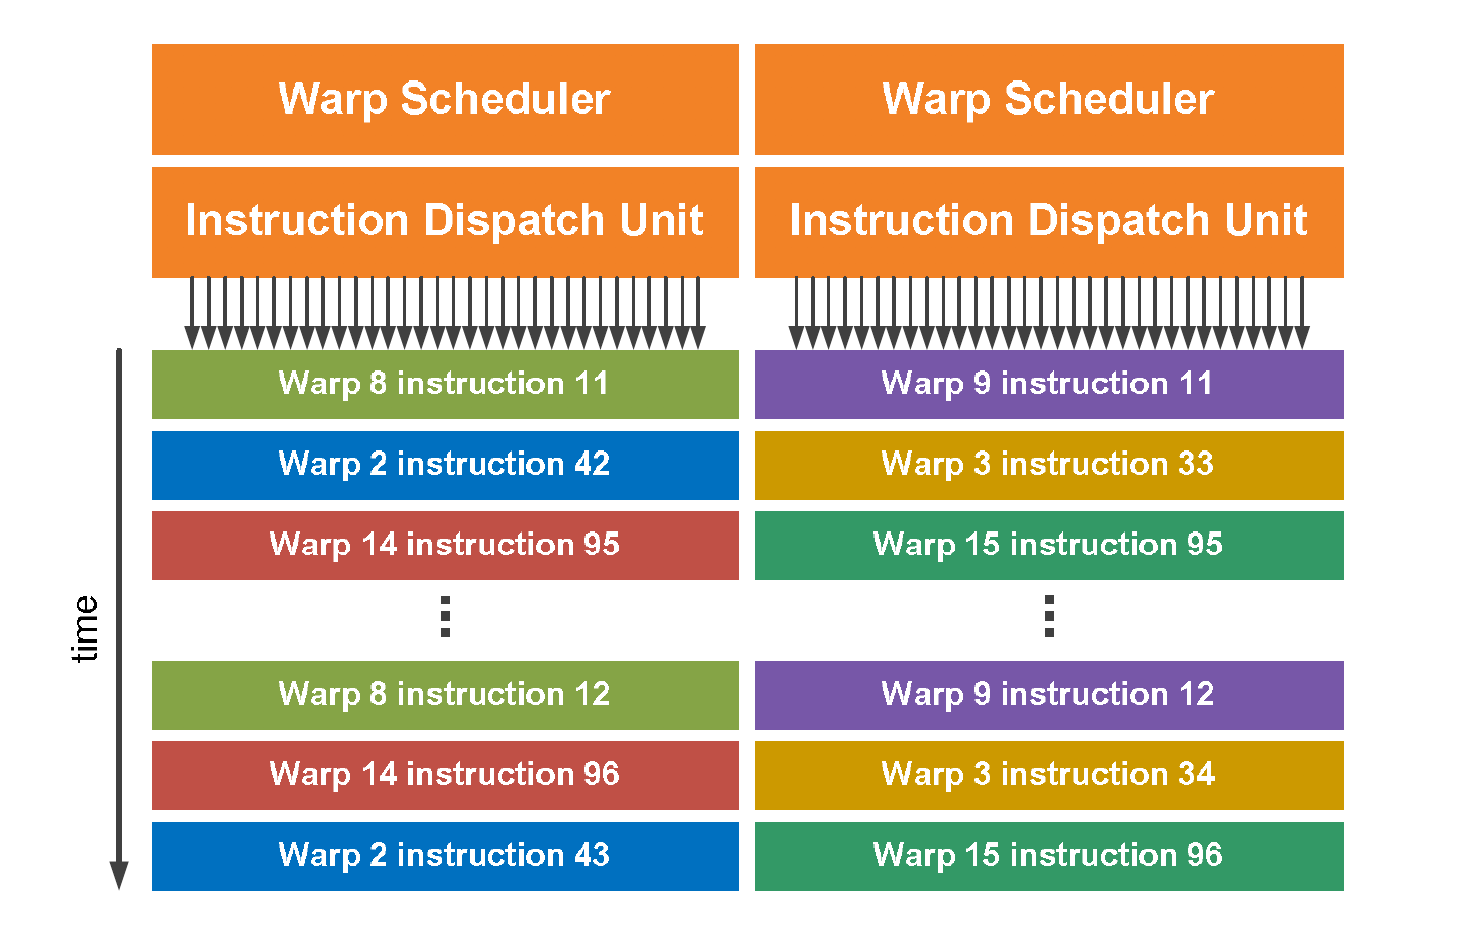 Warp Scheduler
Warp Scheduler
Instruction Dispatch Unit
Instruction Dispatch Unit
Warp 8 instruction 11
Warp 9 instruction 11
Warp 2 instruction 42
Warp 3 instruction 33
Warp 14 instruction 95
Warp 15 instruction 95
time
Warp 8 instruction 12
Warp 9 instruction 12
Warp 14 instruction 96
Warp 3 instruction 34
Warp 2 instruction 43
Warp 15 instruction 96